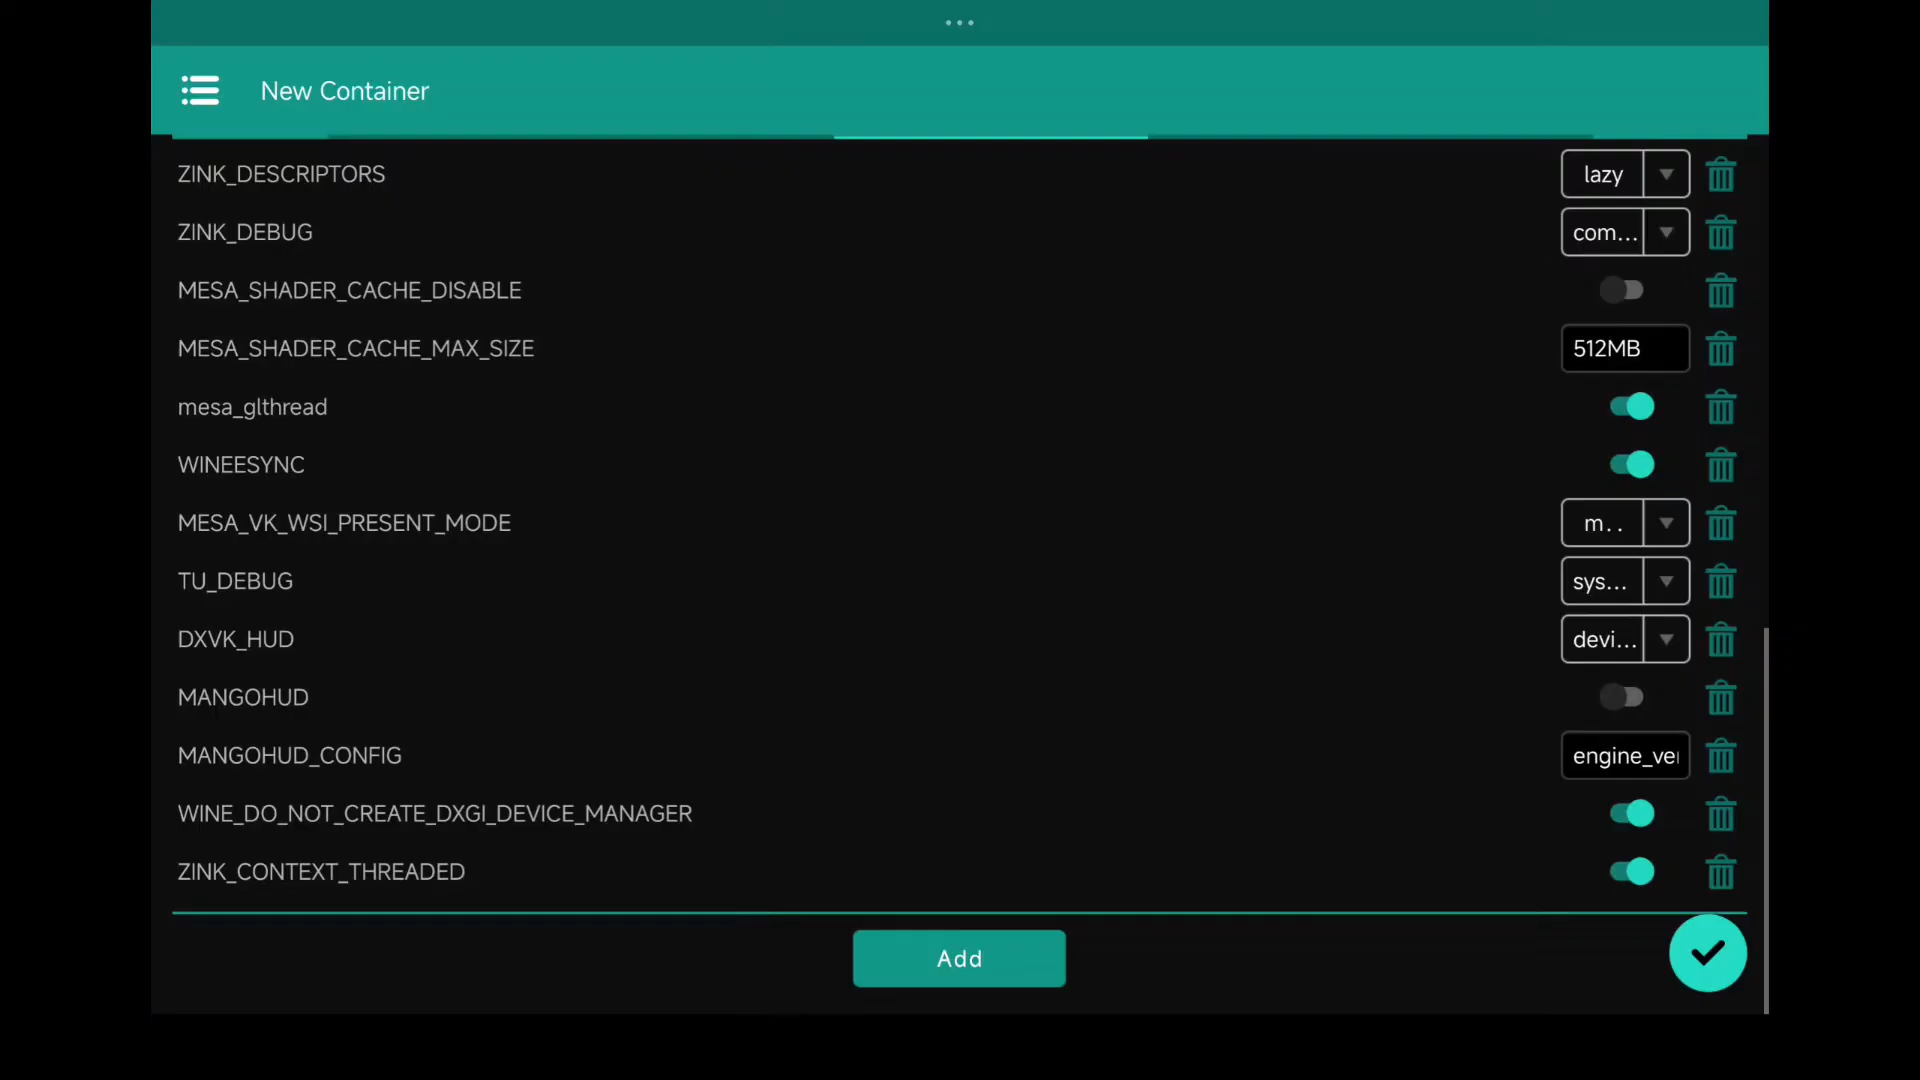 New Container
ZINK_DESCRIPTORS lazy
ZINK_DEBUG com...
MESA_SHADER_CACHE_DISABLE
MESA_SHADER_CACHE_MAX_SIZE 512MB
mesa_glthread
WINEESYNC
MESA_VK_WSI_PRESENT_MODE m..
TU_DEBUG sys...
DXVK_HUD devi...
MANGOHUD
MANGOHUD_CONFIG engine_ver
WINE_DO_NOT_CREATE_DXGI_DEVICE_MANAGER
ZINK_CONTEXT_THREADED
Add